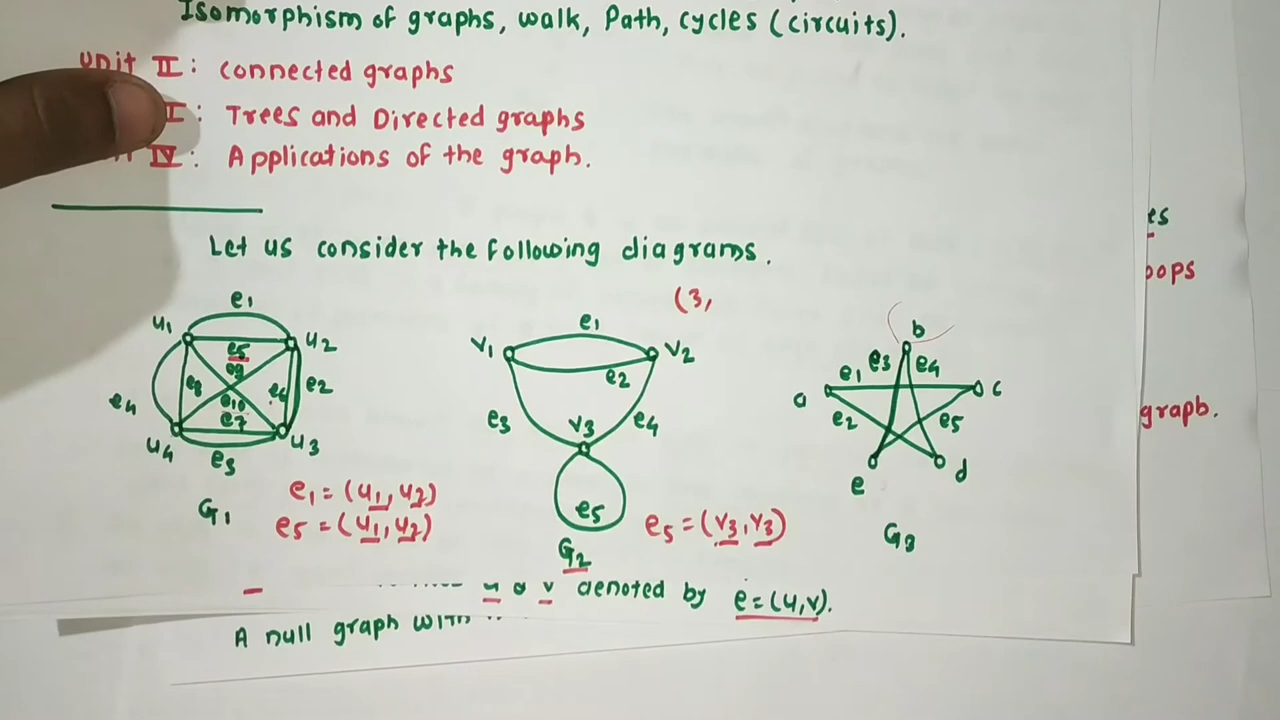 Isomorphism of graphs, walk, Path, cycles (circuits).
Unit II: connected graphs
I: Trees and Directed graphs
IV: Applications of the graph.
es
Let us consider the following diagrams.
oops
(3,
e1
u1 u2
e5
e9
e8 e6 e2
e4
e10
e7
u4 u3
e3
G1
e1 = (u1, u2)
e5 = (u1, u2)
e1
v1 v2
e2
e3 v3 e4
e5
G2
e5 = (v3, v3)
b
e3 e4
e1
a c
e2 e5
e d
G3
graph.
u & v denoted by e = (u,v).
A null graph with